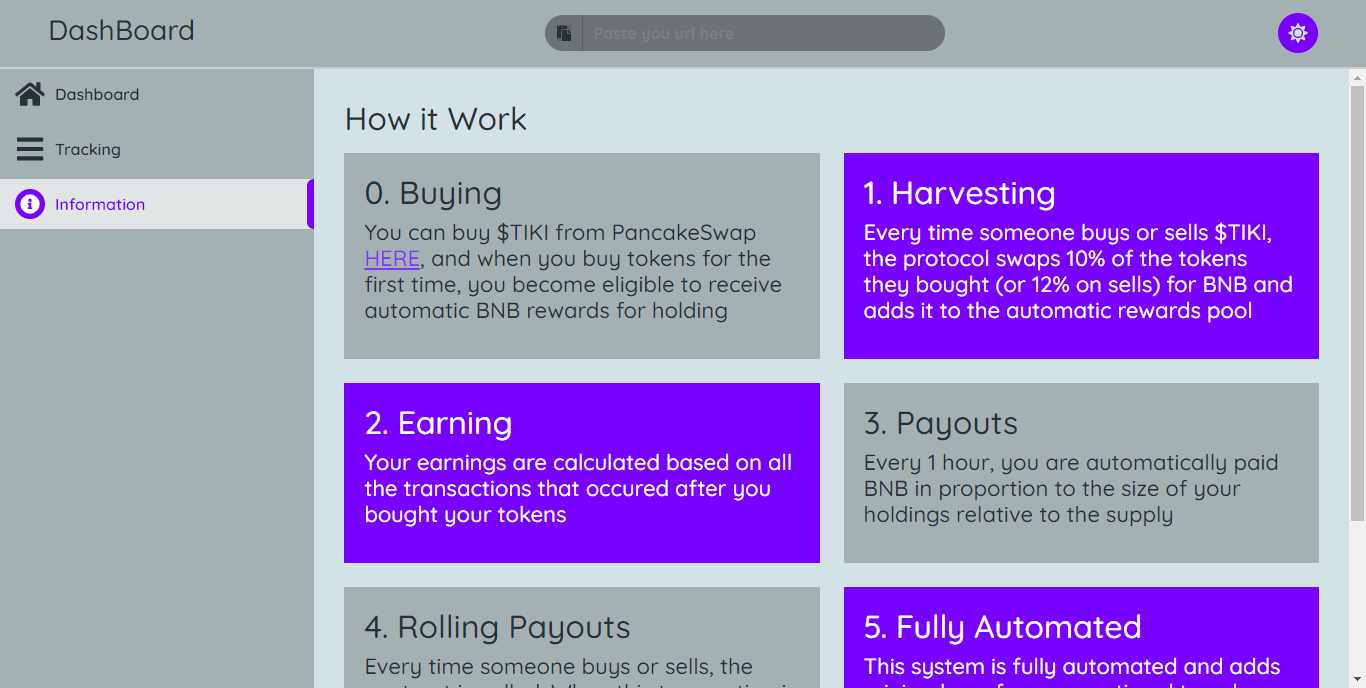 DashBoard
Paste you url here
Dashboard
Tracking
Information
How it Work
0. Buying
You can buy $TIKI from PancakeSwap
HERE, and when you buy tokens for the
first time, you become eligible to receive
automatic BNB rewards for holding
1. Harvesting
Every time someone buys or sells $TIKI,
the protocol swaps 10% of the tokens
they bought (or 12% on sells) for BNB and
adds it to the automatic rewards pool
2. Earning
Your earnings are calculated based on all
the transactions that occured after you
bought your tokens
3. Payouts
Every 1 hour, you are automatically paid
BNB in proportion to the size of your
holdings relative to the supply
4. Rolling Payouts
Every time someone buys or sells, the
5. Fully Automated
This system is fully automated and adds